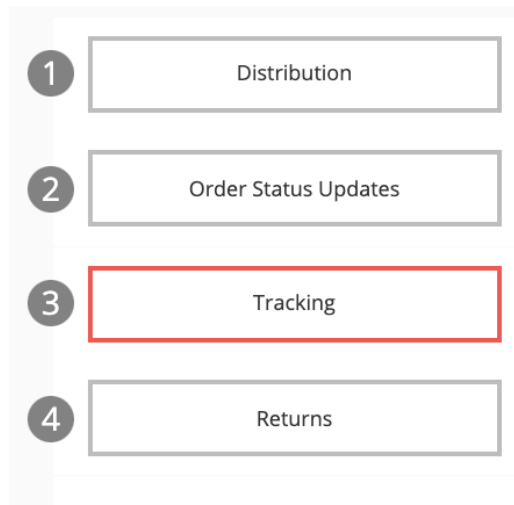 1 Distribution
2 Order Status Updates
3 Tracking
4 Returns